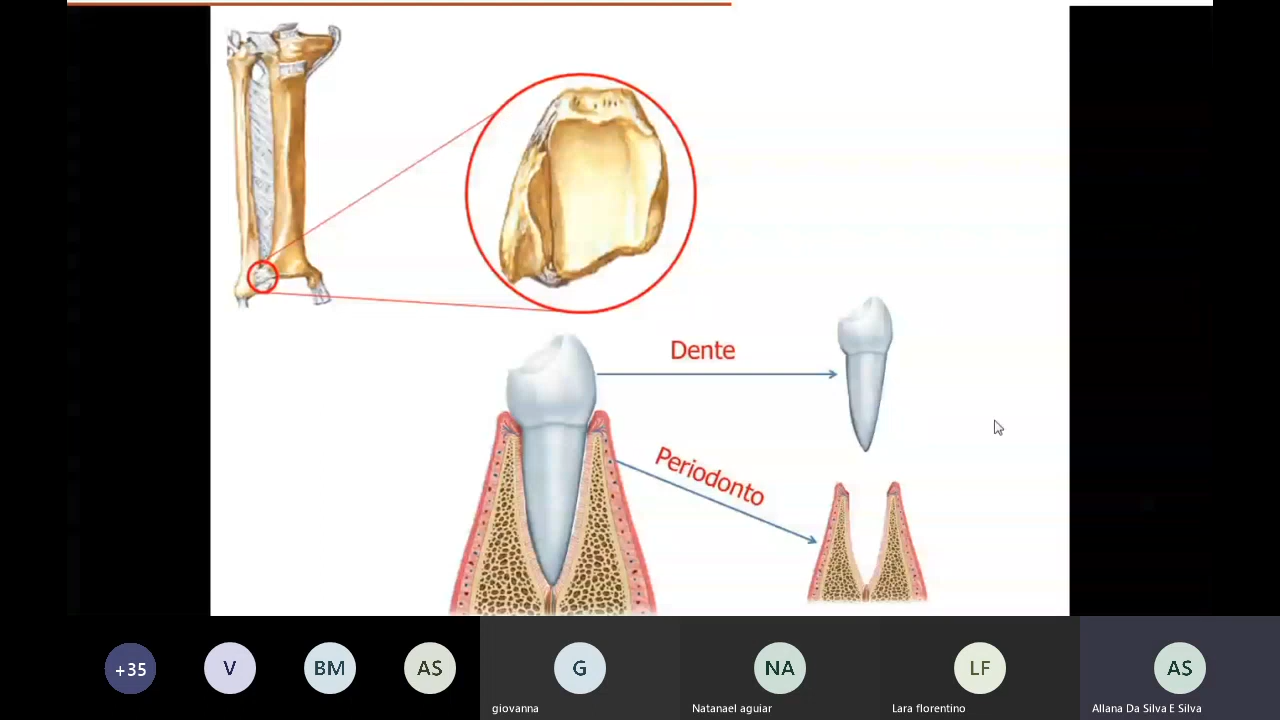 Dente
Periodonto
+35
V
BM
AS
G
NA
LF
AS
giovanna
Natanael aguiar
Lara florentino
Allana Da Silva E Silva